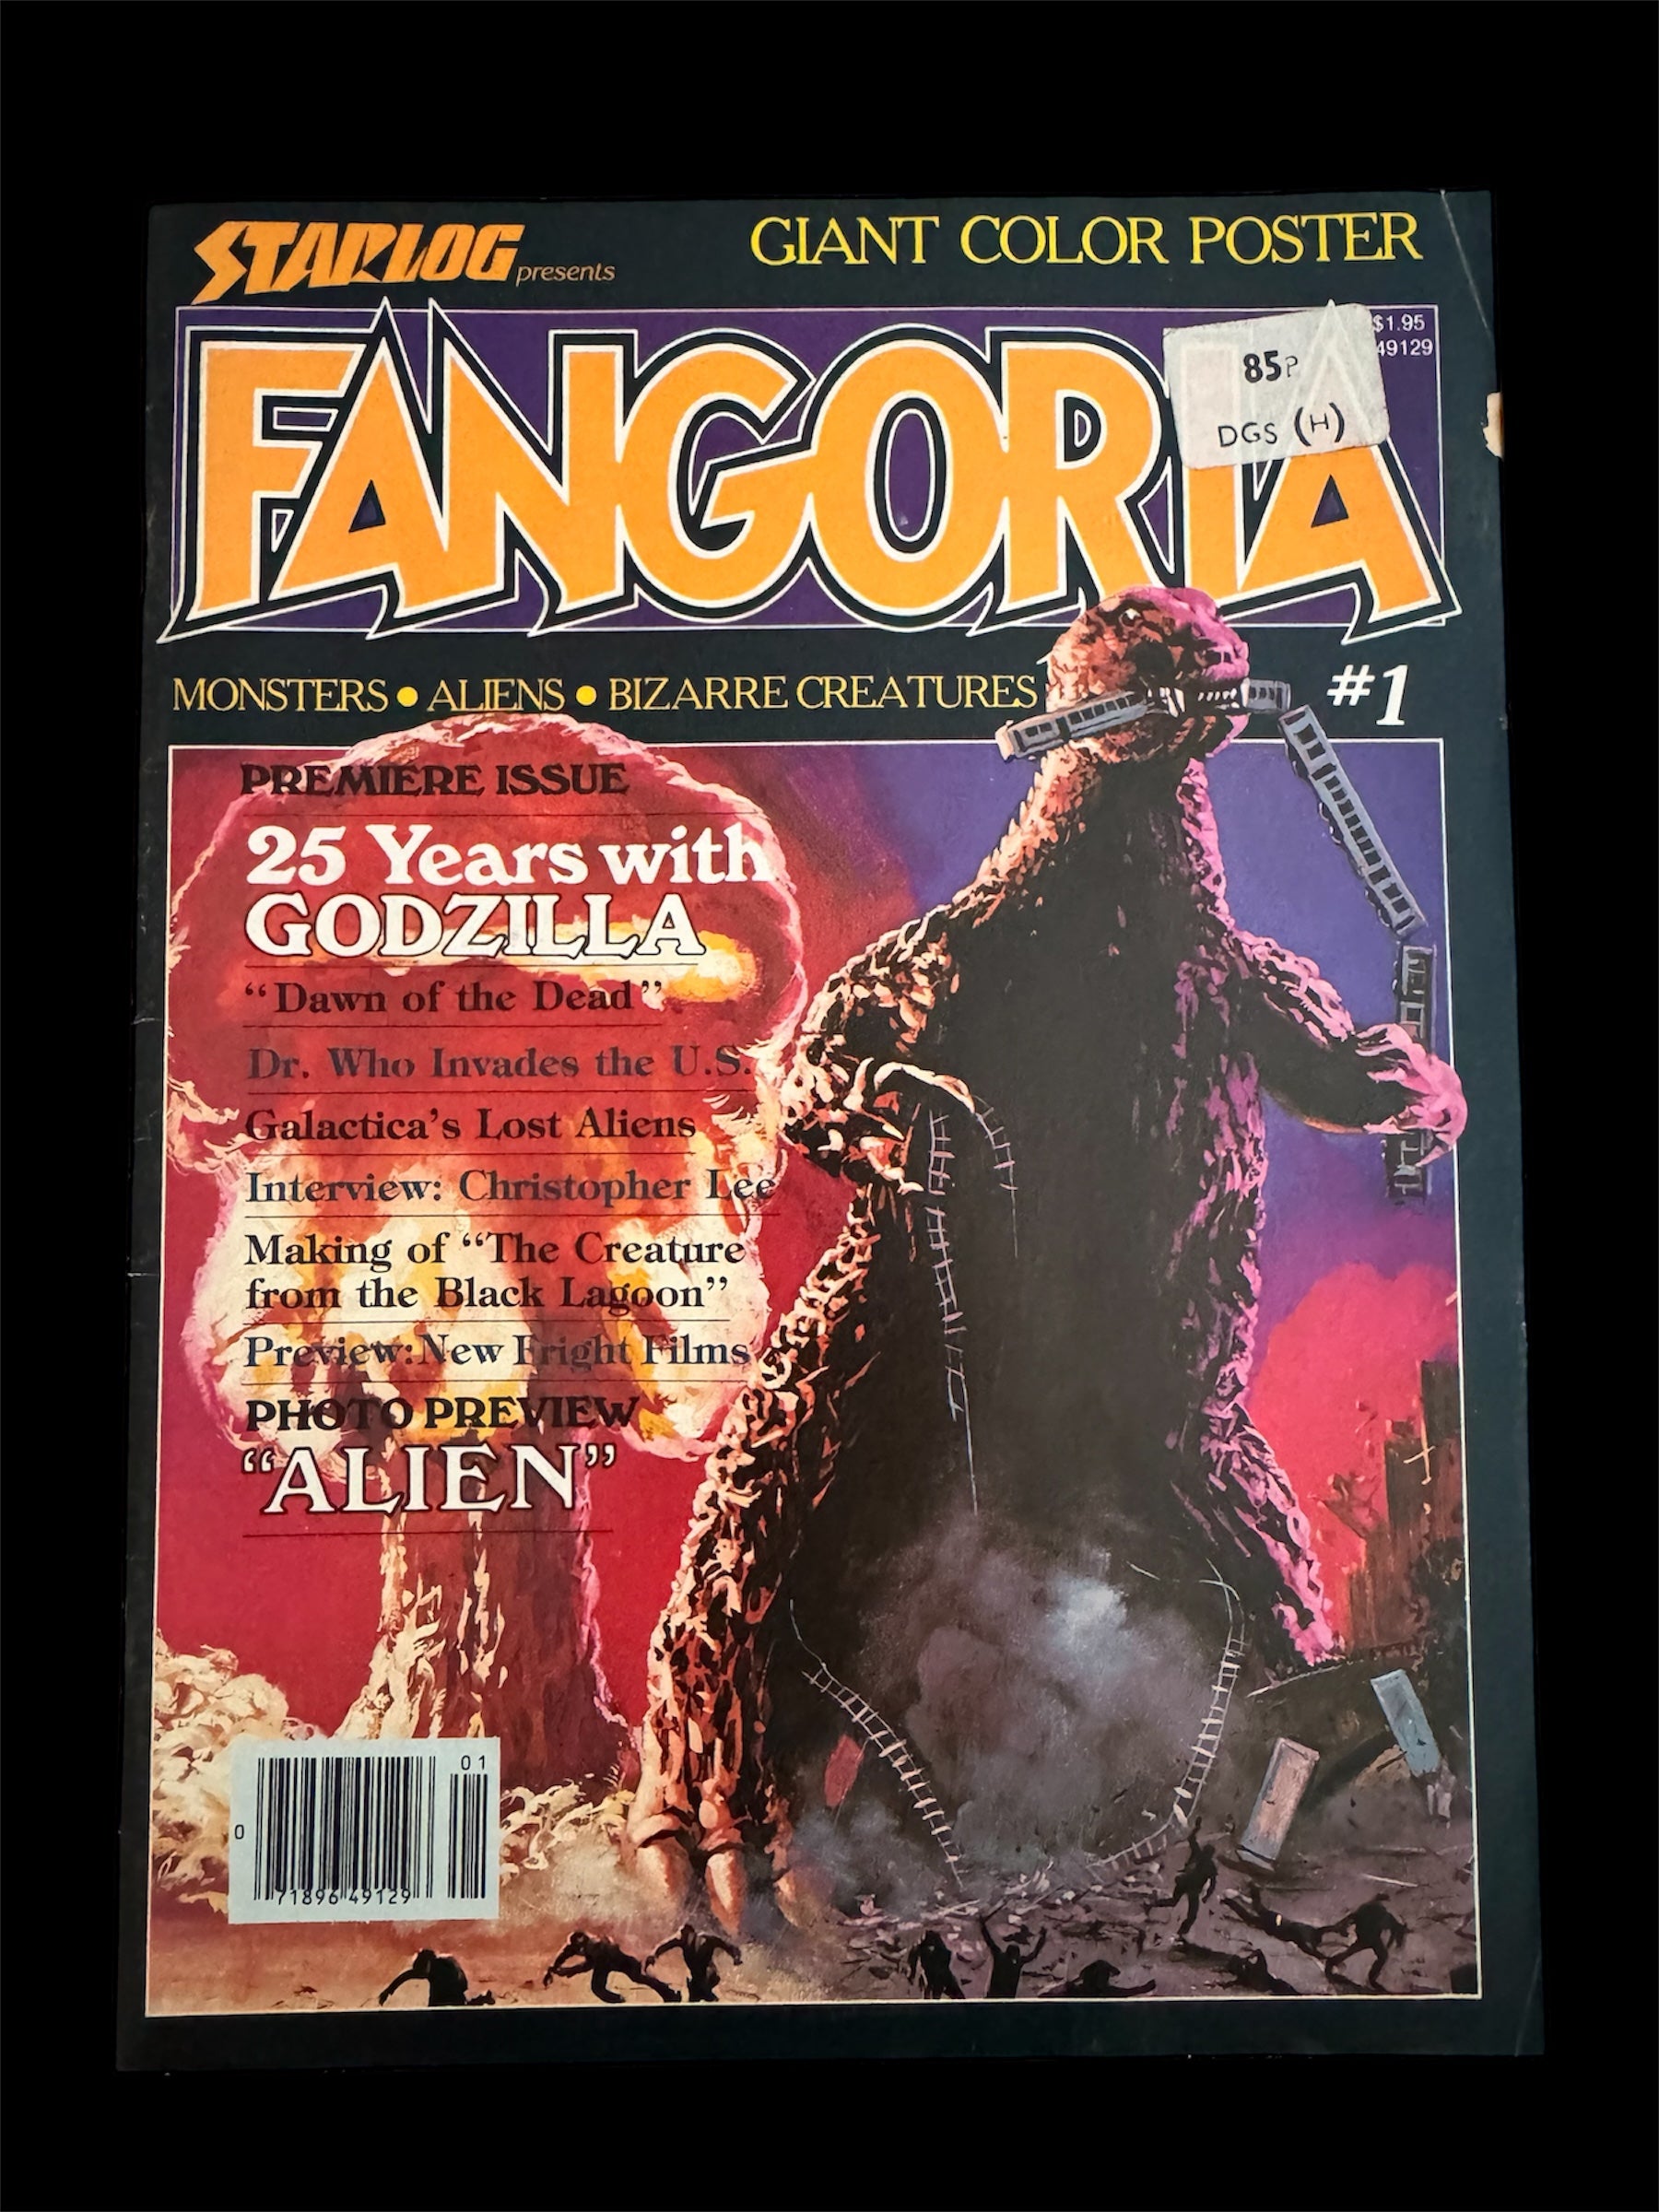 STARLOG presents
GIANT COLOR POSTER
FANGORIA
$1.95
49129
85P
DGS (H)
MONSTERS • ALIENS • BIZARRE CREATURES
#1
PREMIERE ISSUE
25 Years with
GODZILLA
“Dawn of the Dead”
Dr. Who Invades the U.S.
Galactica’s Lost Aliens
Interview: Christopher Lee
Making of “The Creature
from the Black Lagoon”
Preview: New Fright Films
PHOTO PREVIEW
“ALIEN”
01
0
71896 49129